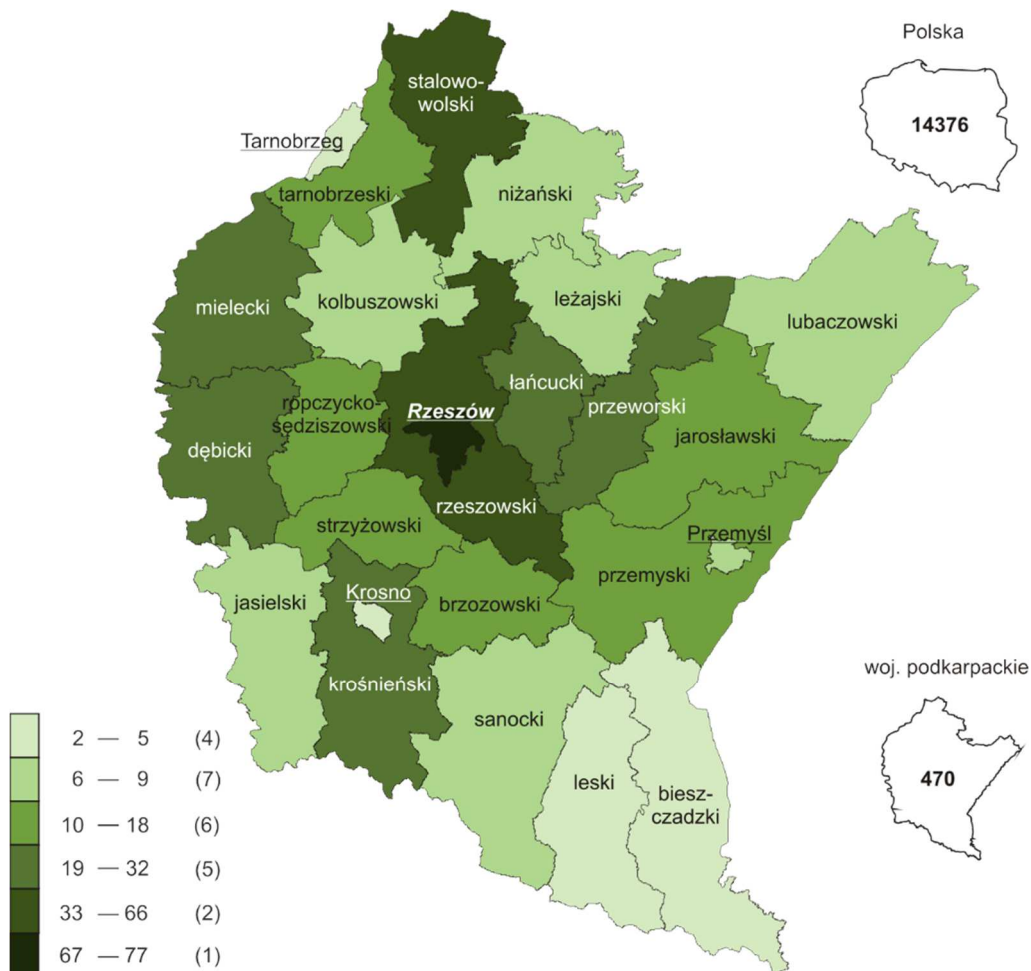 Polska
14376
stalowo-
wolski
Tarnobrzeg
tarnobrzeski
niżański
mielecki
kolbuszowski
leżajski
lubaczowski
łańcucki
ropczycko-
sędziszowski
Rzeszów
przeworski
jarosławski
dębicki
rzeszowski
strzyżowski
Przemyśl
przemyski
jasielski
Krosno
brzozowski
krośnieński
sanocki
leski
biesz-
czadzki
woj. podkarpackie
470
2 — 5 (4)
6 — 9 (7)
10 — 18 (6)
19 — 32 (5)
33 — 66 (2)
67 — 77 (1)